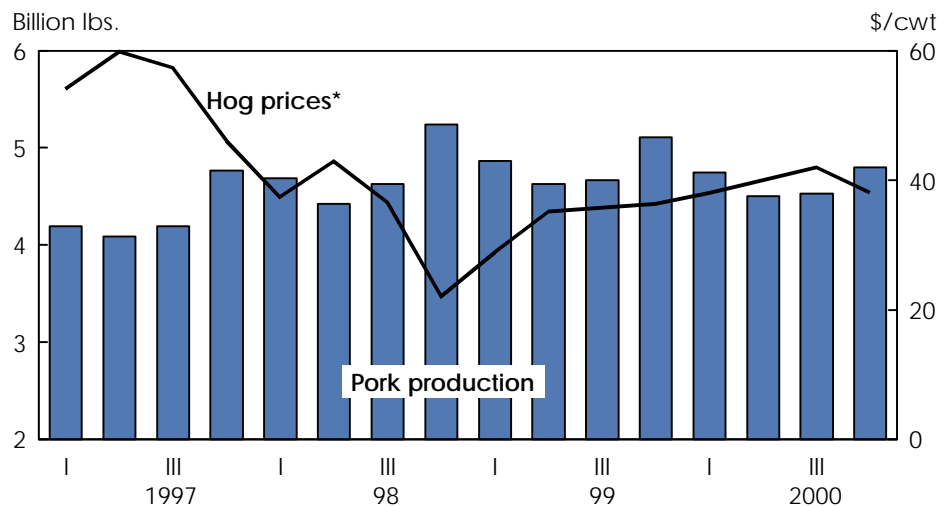 Billion lbs. $/cwt
6 60
Hog prices*
5
40
4
20
3
Pork production
2 0
I III I III I III I III
1997 98 99 2000